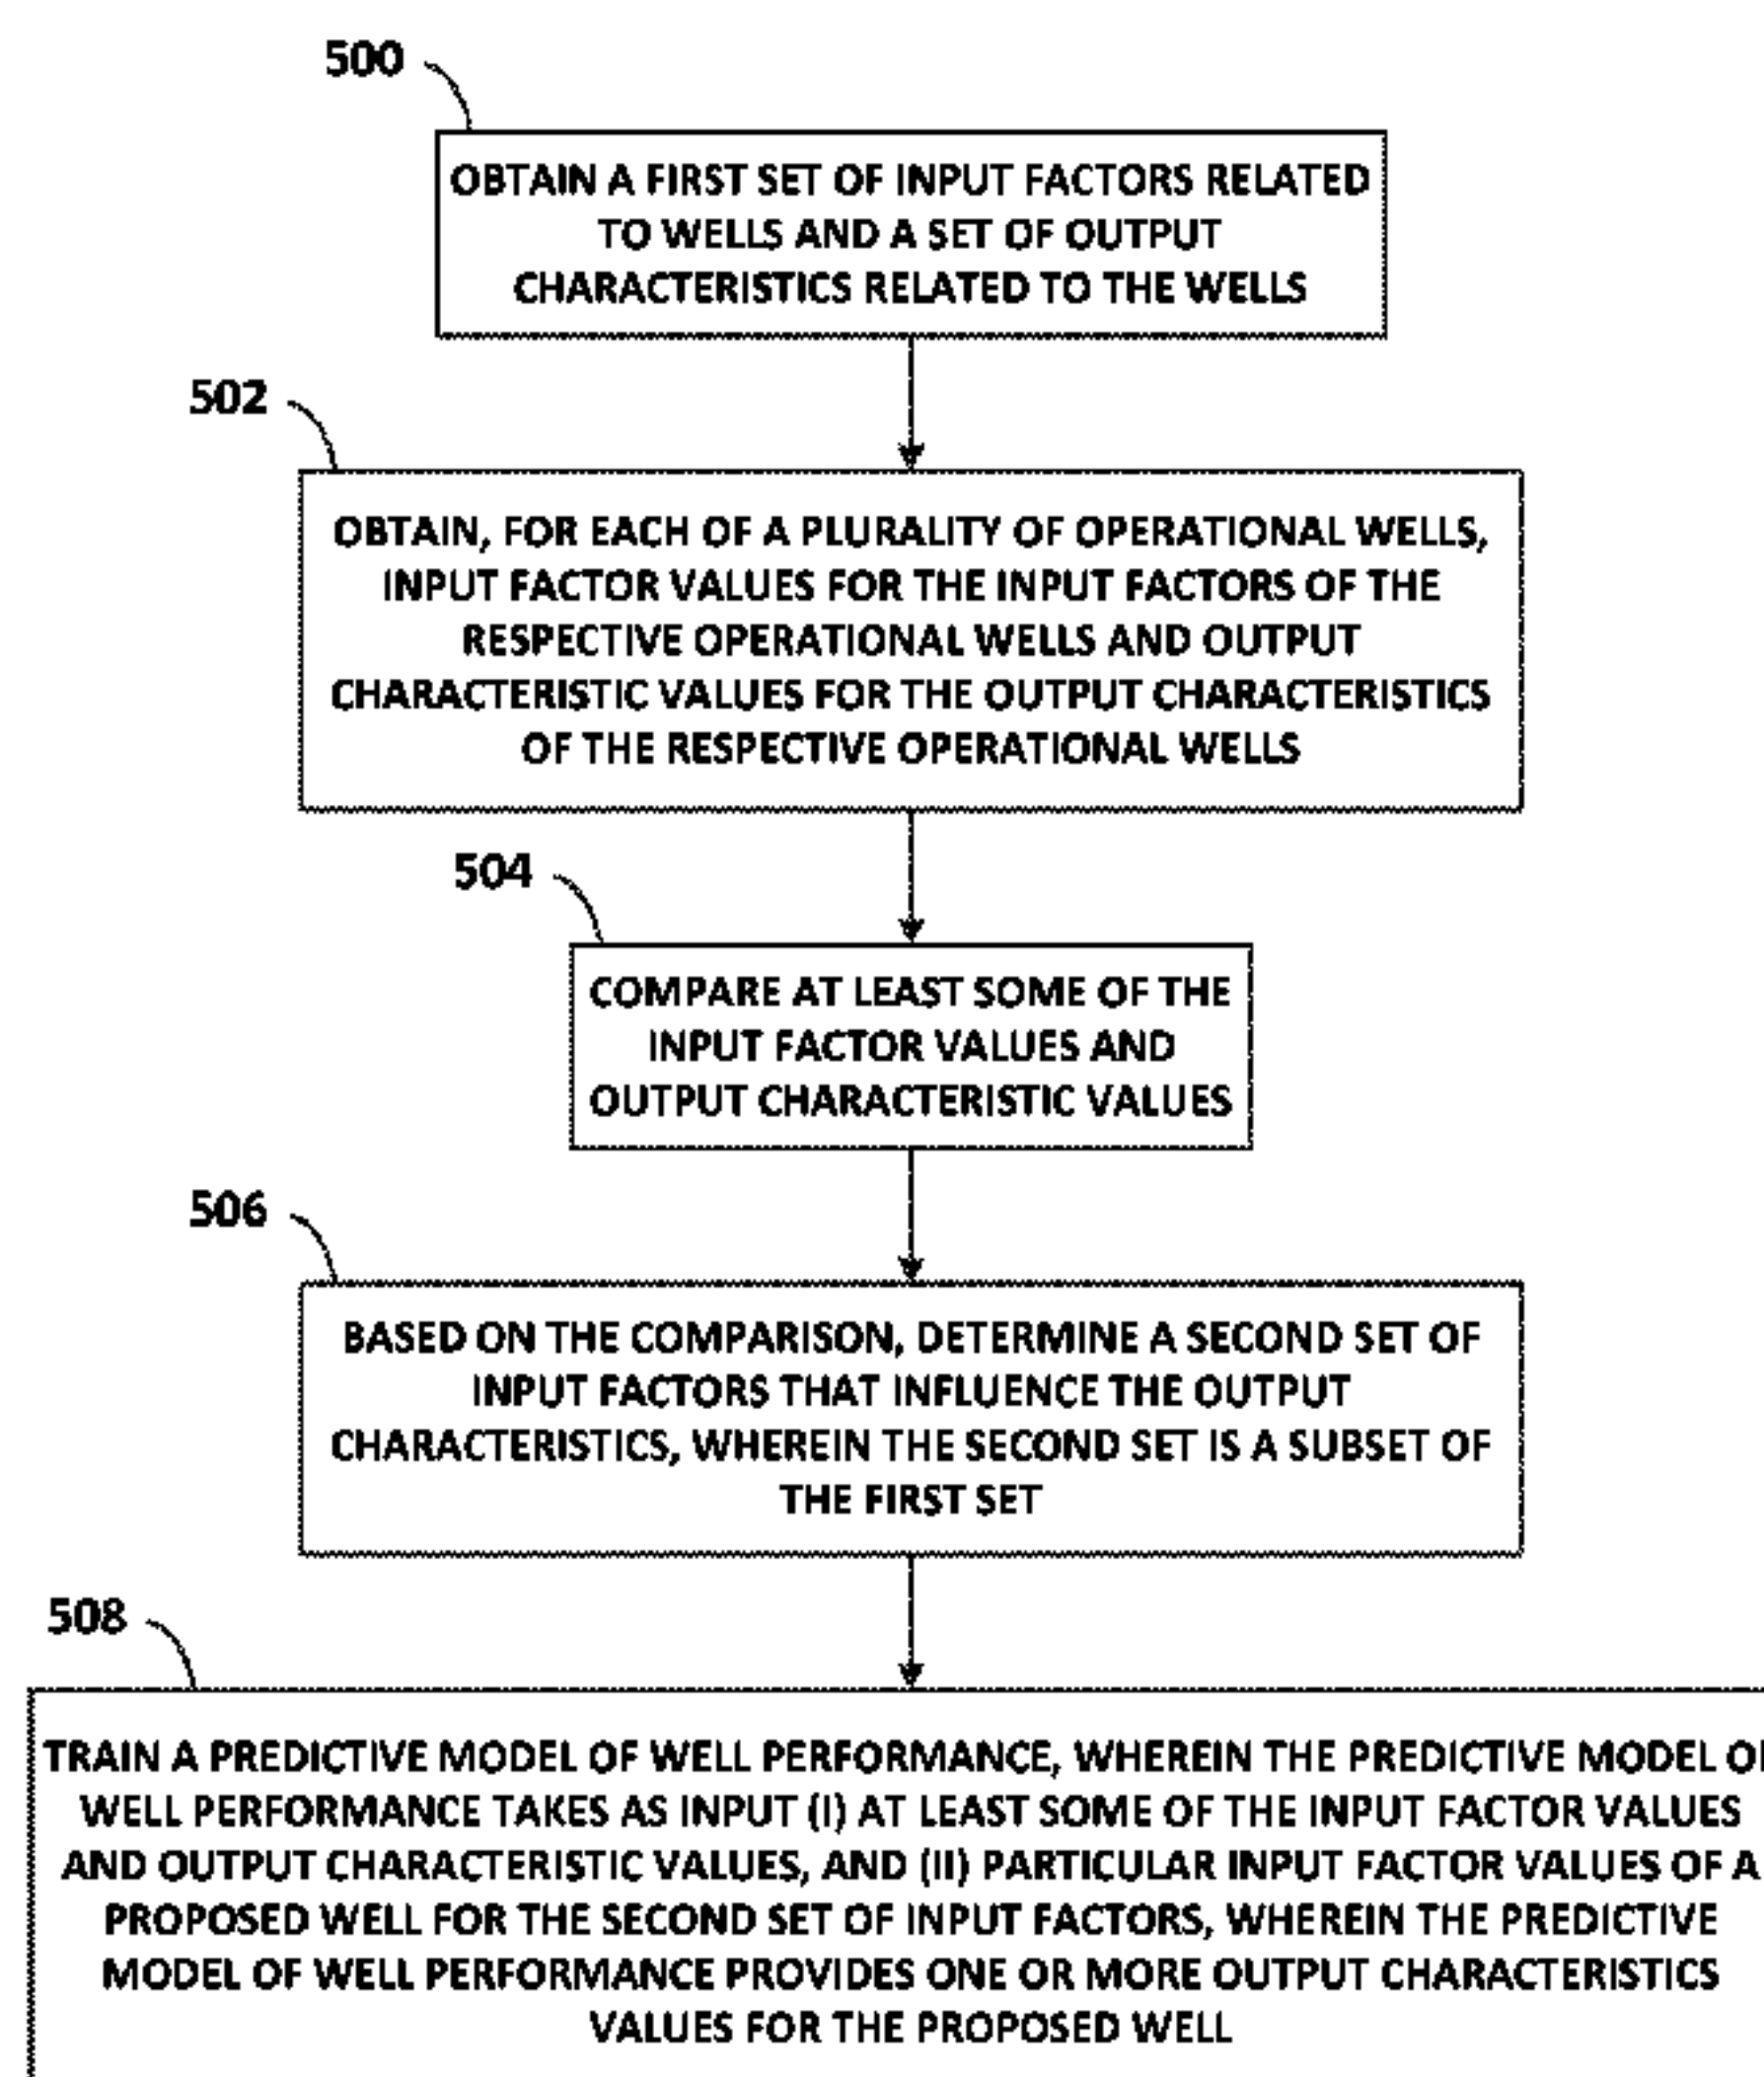 500
OBTAIN A FIRST SET OF INPUT FACTORS RELATED
TO WELLS AND A SET OF OUTPUT
CHARACTERISTICS RELATED TO THE WELLS
502
OBTAIN, FOR EACH OF A PLURALITY OF OPERATIONAL WELLS,
INPUT FACTOR VALUES FOR THE INPUT FACTORS OF THE
RESPECTIVE OPERATIONAL WELLS AND OUTPUT
CHARACTERISTIC VALUES FOR THE OUTPUT CHARACTERISTICS
OF THE RESPECTIVE OPERATIONAL WELLS
504
COMPARE AT LEAST SOME OF THE
INPUT FACTOR VALUES AND
OUTPUT CHARACTERISTIC VALUES
506
BASED ON THE COMPARISON, DETERMINE A SECOND SET OF
INPUT FACTORS THAT INFLUENCE THE OUTPUT
CHARACTERISTICS, WHEREIN THE SECOND SET IS A SUBSET OF
THE FIRST SET
508
TRAIN A PREDICTIVE MODEL OF WELL PERFORMANCE, WHEREIN THE PREDICTIVE MODEL OF
WELL PERFORMANCE TAKES AS INPUT (I) AT LEAST SOME OF THE INPUT FACTOR VALUES
AND OUTPUT CHARACTERISTIC VALUES, AND (II) PARTICULAR INPUT FACTOR VALUES OF A
PROPOSED WELL FOR THE SECOND SET OF INPUT FACTORS, WHEREIN THE PREDICTIVE
MODEL OF WELL PERFORMANCE PROVIDES ONE OR MORE OUTPUT CHARACTERISTICS
VALUES FOR THE PROPOSED WELL